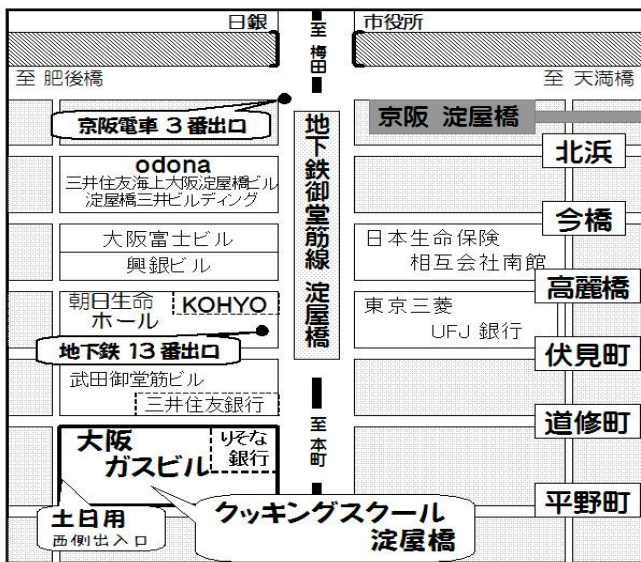 日銀
至 梅田
市役所
至 肥後橋
至 天満橋
京阪電車 3 番出口
京阪 淀屋橋
地下鉄御堂筋線 淀屋橋
北浜
odona
三井住友海上大阪淀屋橋ビル
淀屋橋三井ビルディング
今橋
大阪富士ビル
興銀ビル
日本生命保険
相互会社南館
高麗橋
朝日生命
ホール
KOHYO
東京三菱
UFJ 銀行
地下鉄 13 番出口
伏見町
武田御堂筋ビル
三井住友銀行
道修町
至 本町
大阪
ガスビル
りそな
銀行
平野町
土日用
西側出入口
クッキングスクール
淀屋橋